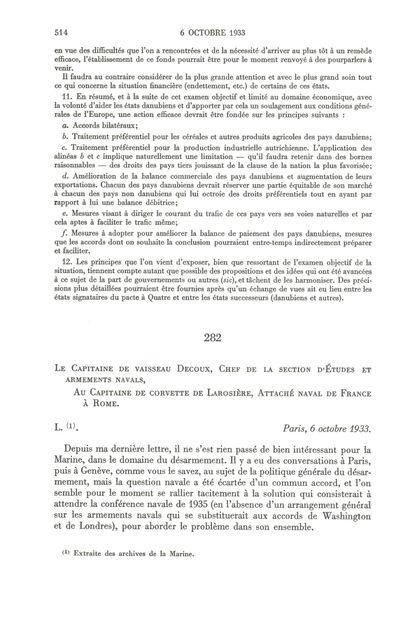 514
6 OCTOBRE 1933
en vue des difficultés que l'on a rencontrées et de la nécessité d'arriver au plus tôt à un remède
efficace, l'établissement de ce fonds pourrait être pour le moment renvoyé à des pourparlers à
venir.
Il faudra au contraire considérer de la plus grande attention et avec le plus grand soin tout
ce qui concerne la situation financière (endettement, etc.) de certains de ces états.
11. En résumé, et à la suite de cet examen objectif et limité au domaine économique, avec
la volonté d'aider les états danubiens et d'apporter par cela un soulagement aux conditions géné-
rales de l'Europe, une action efficace devrait être fondée sur les principes suivants :
a. Accords bilatéraux;
b. Traitement préférentiel pour les céréales et autres produits agricoles des pays danubiens;
c. Traitement préférentiel pour la production industrielle autrichienne. L'application des
alinéas b et c implique naturellement une limitation — qu'il faudra retenir dans des bornes
raisonnables — des droits des pays tiers jouissant de la clause de la nation la plus favorisée;
d. Amélioration de la balance commerciale des pays danubiens et augmentation de leurs
exportations. Chacun des pays danubiens devrait réserver une partie équitable de son marché
à chacun des pays non danubiens qui lui octroie des droits préférentiels tout en ayant par
rapport à lui une balance débitrice;
e. Mesures visant à diriger le courant du trafic de ces pays vers ses voies naturelles et par
cela aptes à faciliter le trafic même;
f. Mesures à adopter pour améliorer la balance de paiement des pays danubiens, mesures
que les accords dont on souhaite la conclusion pourraient entre-temps indirectement préparer
et faciliter.
12. Les principes que l'on vient d'exposer, bien que ressortant de l'examen objectif de la
situation, tiennent compte autant que possible des propositions et des idées qui ont été avancées
à ce sujet de la part de gouvernements ou autres (sic), et tâchent de les harmoniser. Des préci-
sions plus détaillées pourraient être fournies après qu'un échange de vues ait eu lieu entre les
états signataires du pacte à Quatre et entre les états successeurs (danubiens et autres).
282
Le Capitaine de vaisseau Decoux, Chef de la section d'Études et
armements navals,
Au Capitaine de corvette de Larosière, Attaché naval de France
à Rome.
L. (1).
Paris, 6 octobre 1933.
Depuis ma dernière lettre, il ne s'est rien passé de bien intéressant pour la
Marine, dans le domaine du désarmement. Il y a eu des conversations à Paris,
puis à Genève, comme vous le savez, au sujet de la politique générale du désar-
mement, mais la question navale a été écartée d'un commun accord, et l'on
semble pour le moment se rallier tacitement à la solution qui consisterait à
attendre la conférence navale de 1935 (en l'absence d'un arrangement général
sur les armements navals qui se substituerait aux accords de Washington
et de Londres), pour aborder le problème dans son ensemble.
(1) Extraite des archives de la Marine.